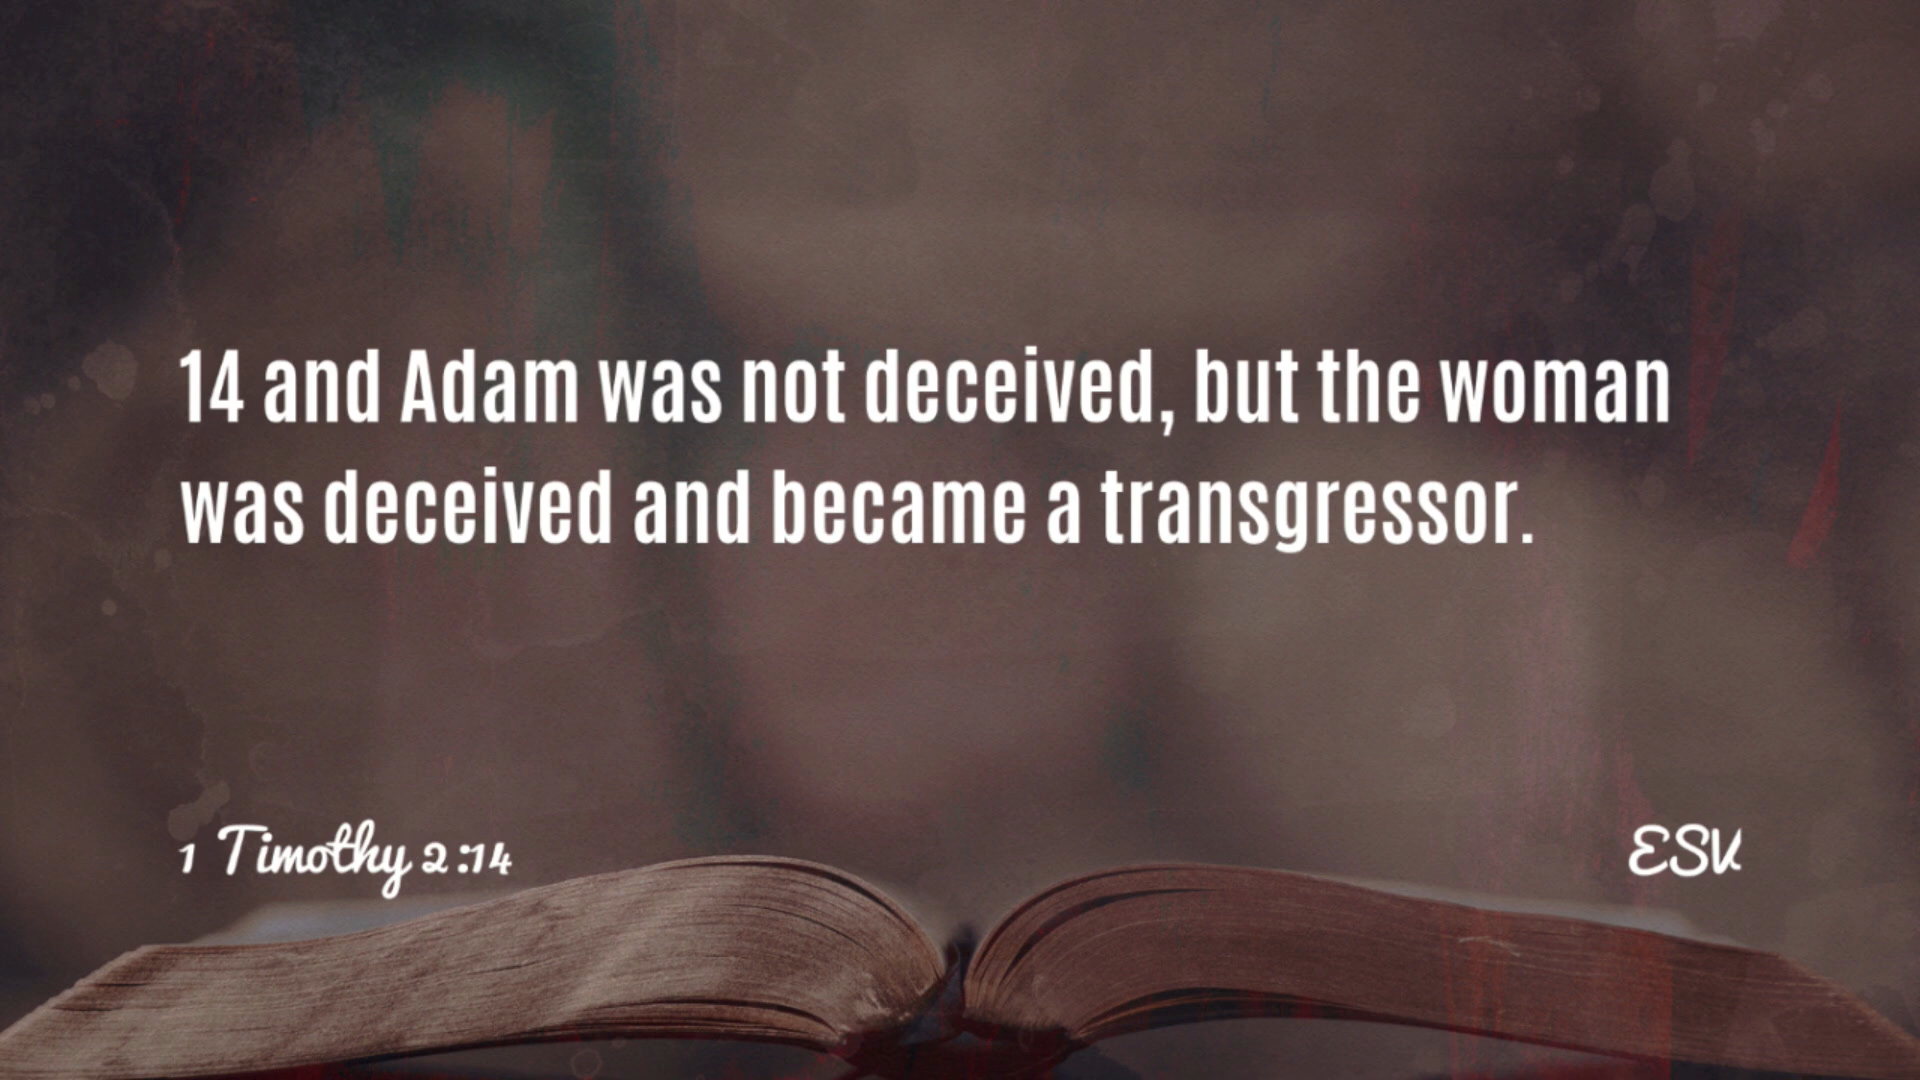 14 and Adam was not deceived, but the woman
was deceived and became a transgressor.
1 Timothy 2:14
ESV